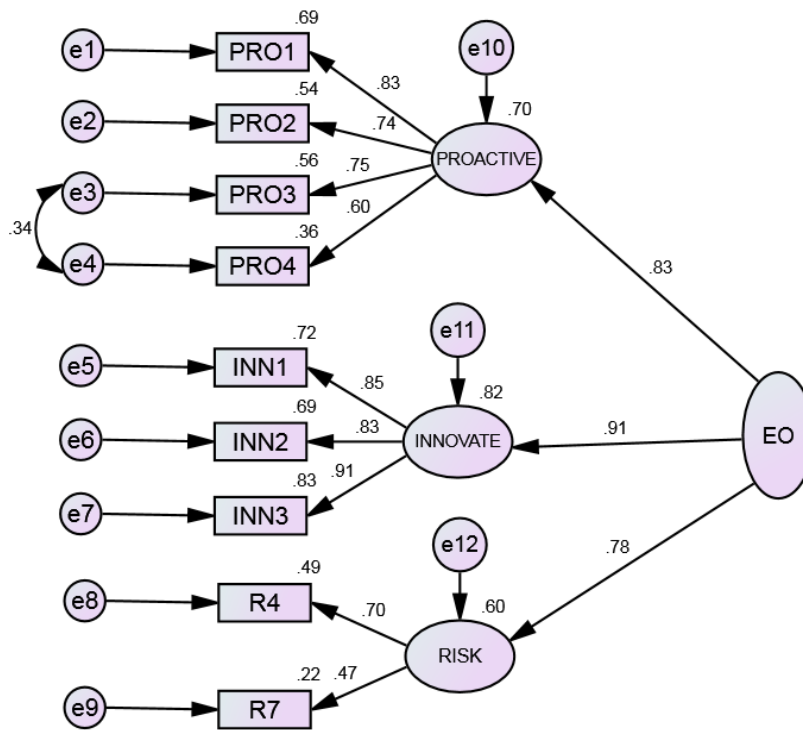 .69
e1 PRO1 e10
.83
.54 .70
e2 PRO2 .74 PROACTIVE
.56 .75
e3 PRO3 .60
.34 .36 .83
e4 PRO4
.72 e11
e5 INN1 .85 .82
.69 .83
e6 INN2 INNOVATE .91 EO
.83 .91
e7 INN3
.49 e12 .78
e8 R4 .70 .60
RISK
.22 .47
e9 R7